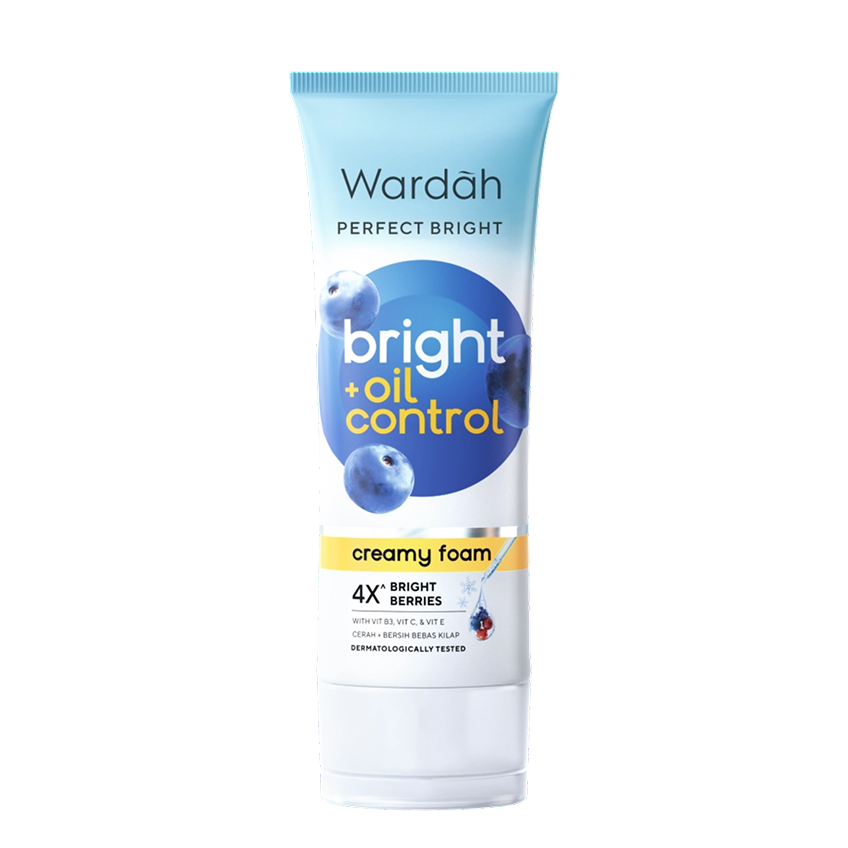 Wardãh
PERFECT BRIGHT
bright
+ oil
control
creamy foam
4X^ BRIGHT
BERRIES
WITH VIT B3, VIT C, & VIT E
CERAH + BERSIH BEBAS KILAP
DERMATOLOGICALLY TESTED